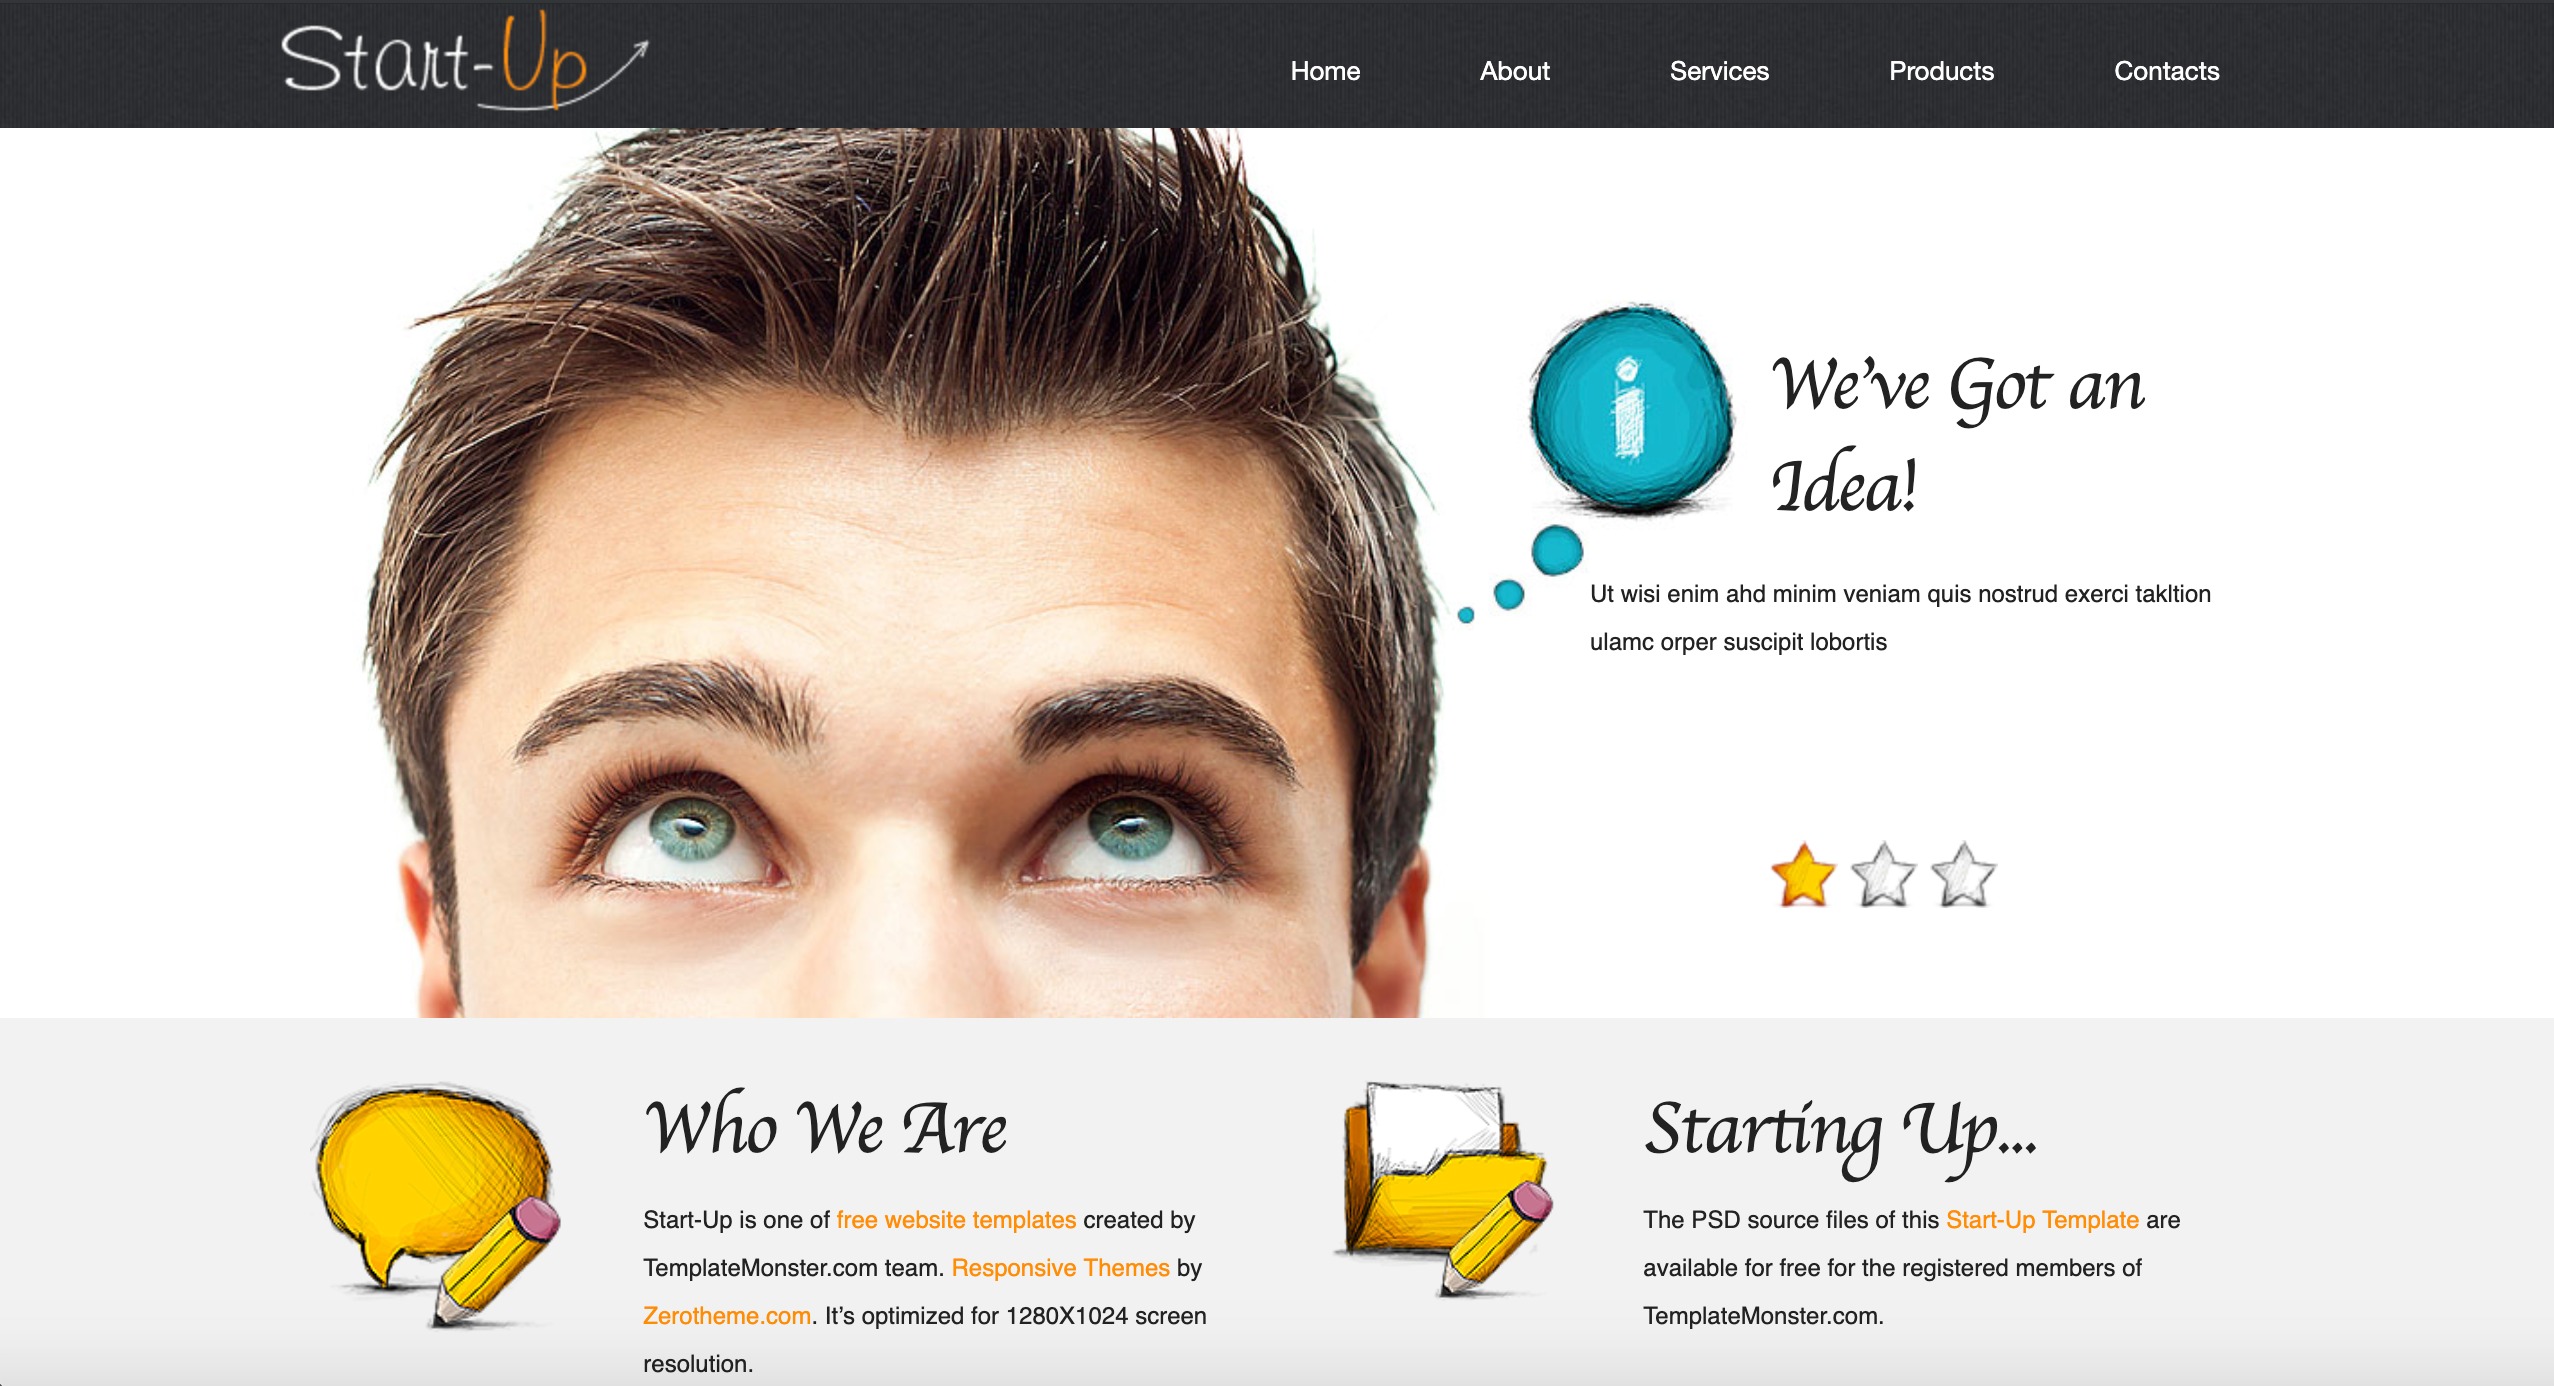 Start-Up
Home About Services Products Contacts
i
We've Got an
Idea!
Ut wisi enim ahd minim veniam quis nostrud exerci takltion
ulamc orper suscipit lobortis
Who We Are
Start-Up is one of free website templates created by
TemplateMonster.com team. Responsive Themes by
Zerotheme.com. It’s optimized for 1280X1024 screen
resolution.
Starting Up...
The PSD source files of this Start-Up Template are
available for free for the registered members of
TemplateMonster.com.